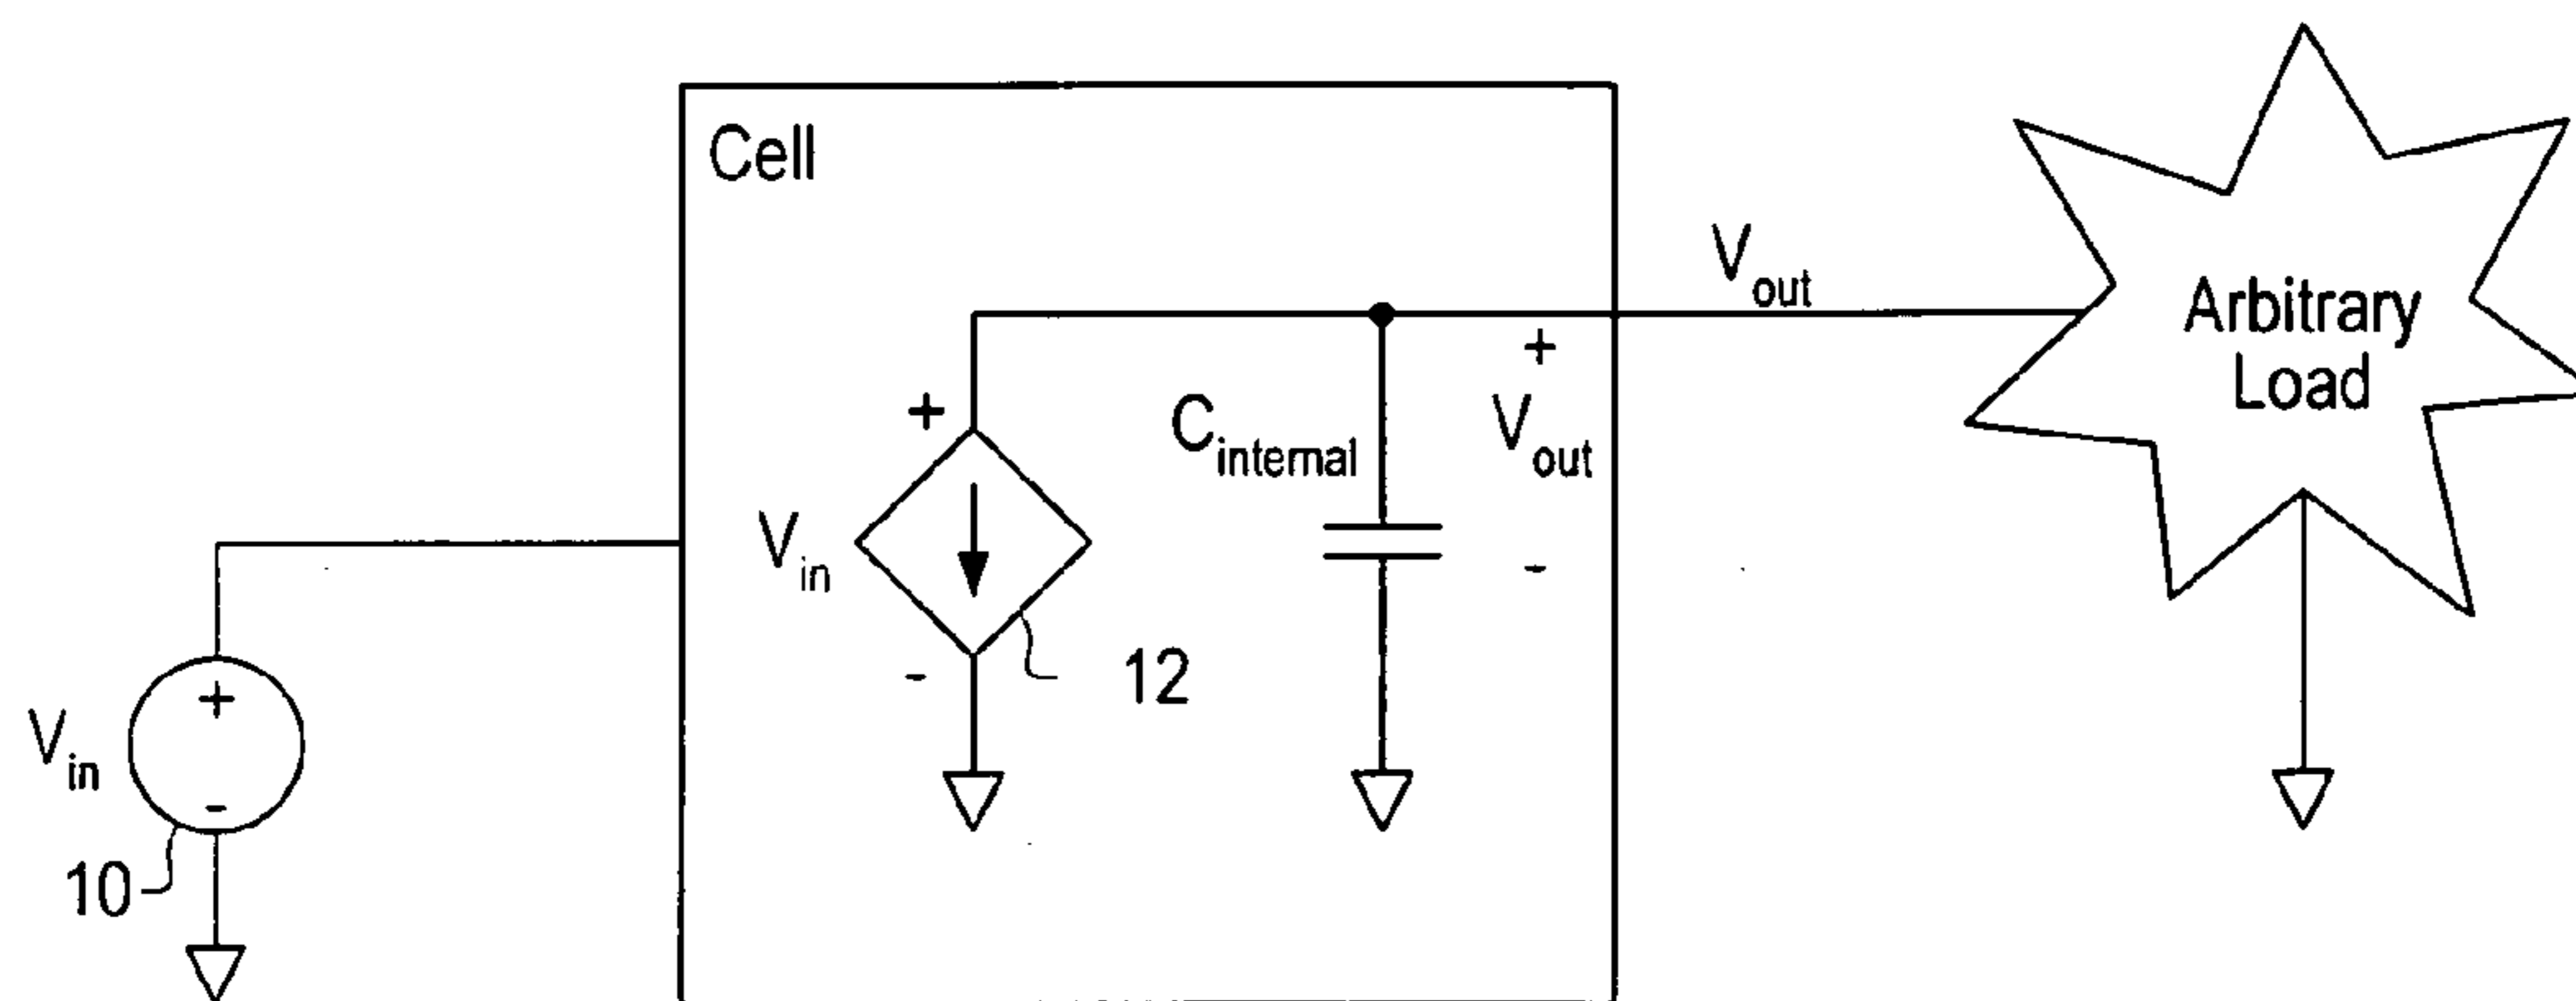 Cell
V_out
Arbitrary
Load
+
+
C_internal
V_out
V_in
-
-
12
V_in
+
-
10